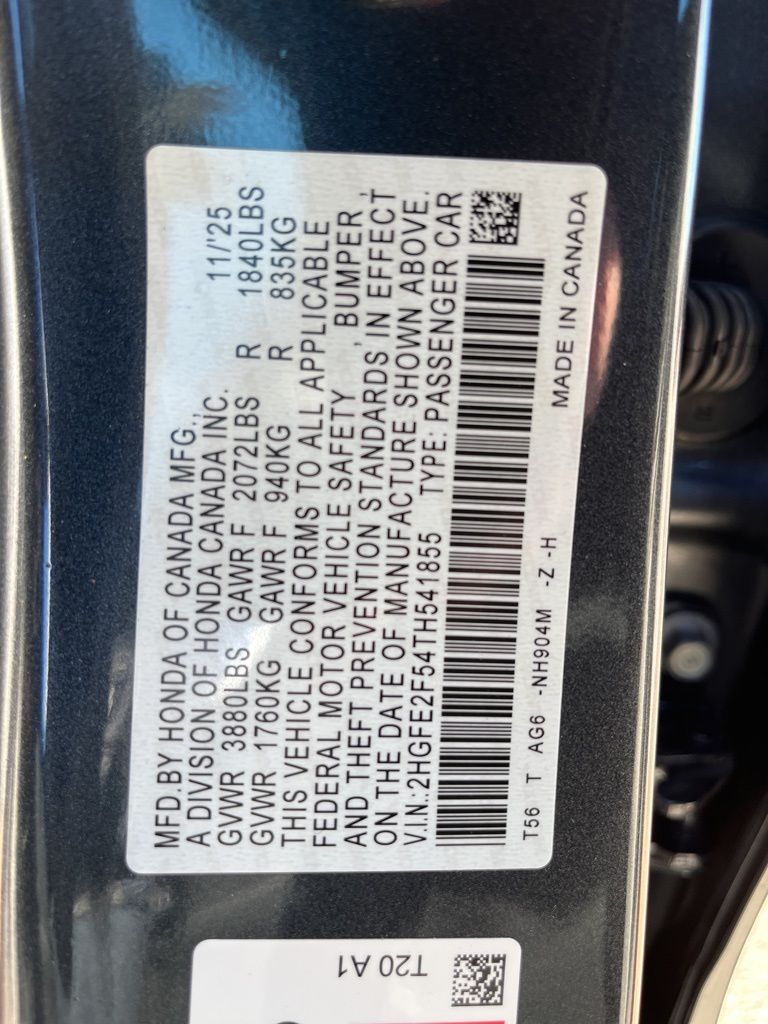 MFD.BY HONDA OF CANADA MFG., 11/'25
A DIVISION OF HONDA CANADA INC.
GVWR 3880LBS GAWR F 2072LBS R 1840LBS
GVWR 1760KG GAWR F 940KG R 835KG
THIS VEHICLE CONFORMS TO ALL APPLICABLE
FEDERAL MOTOR VEHICLE SAFETY, BUMPER,
AND THEFT PREVENTION STANDARDS IN EFFECT
ON THE DATE OF MANUFACTURE SHOWN ABOVE.
V.I.N.:2HGFE2F54TH541855 TYPE: PASSENGER CAR
T56 T AG6 -NH904M -Z -H MADE IN CANADA
T20 A1